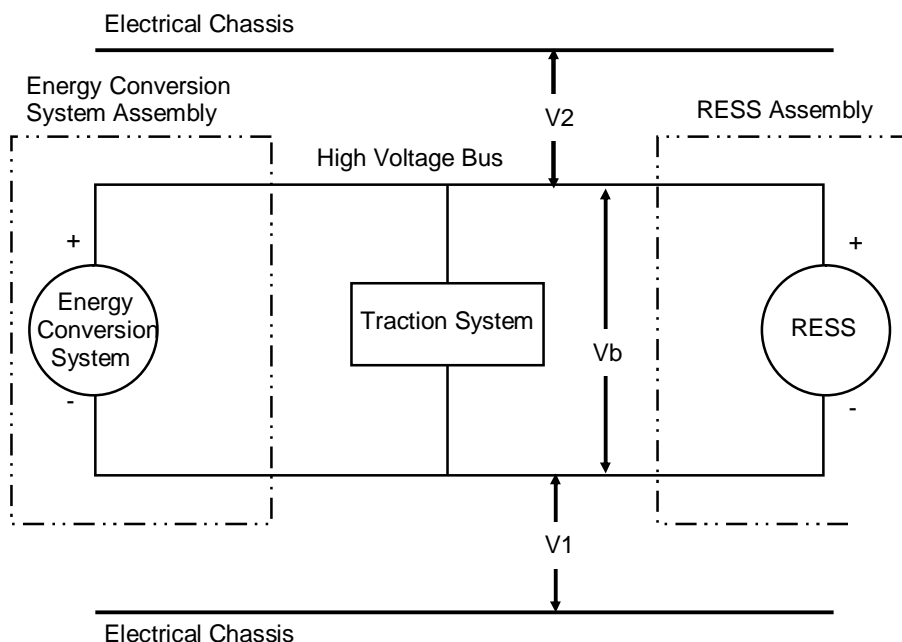 Electrical Chassis
Energy Conversion
System Assembly
V2
RESS Assembly
High Voltage Bus
+
+
Energy
Conversion
System
Traction System
Vb
RESS
-
-
V1
Electrical Chassis